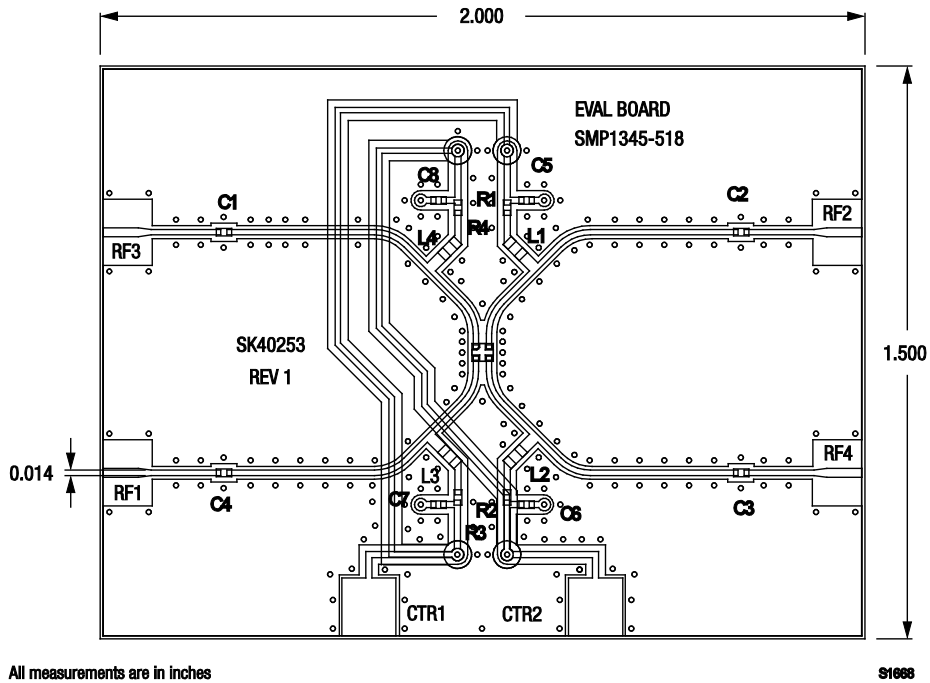 2.000
EVAL BOARD
SMP1345-518
C8
C5
C1
R1
C2
RF2
R4
L4
L1
RF3
SK40253
REV 1
1.500
0.014
RF1
C4
L3
L2
RF4
C7
R2
C6
C3
R3
CTR1
CTR2
All measurements are in inches
S1668